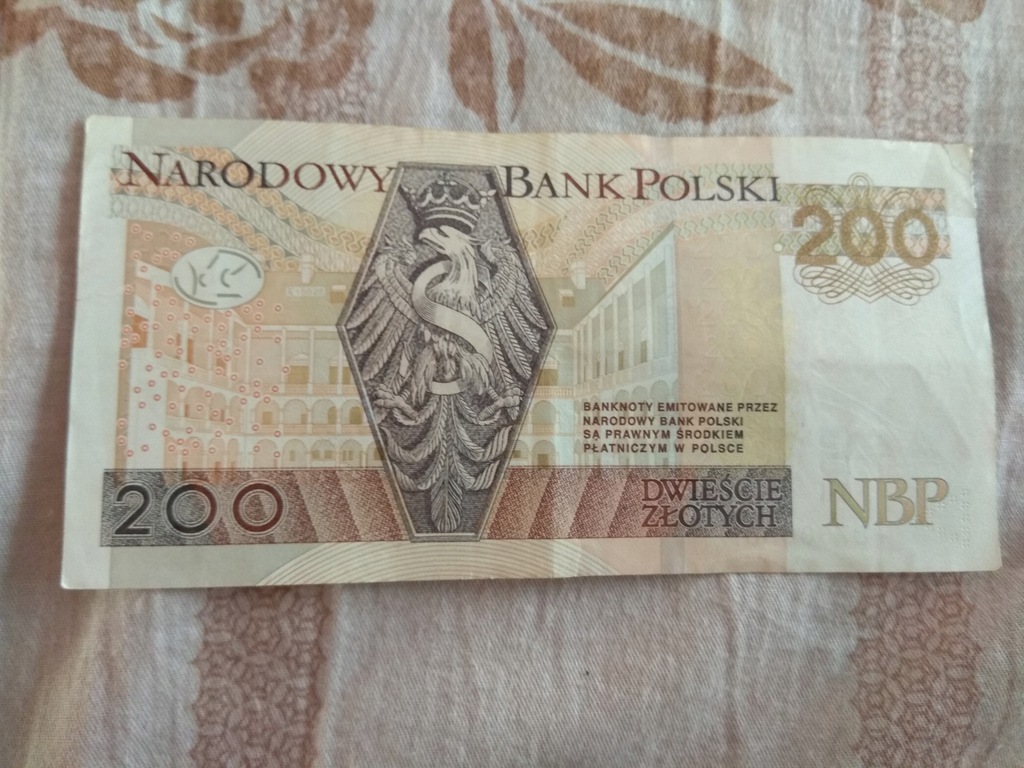 NARODOWY BANK POLSKI
200
BANKNOTY EMITOWANE PRZEZ
NARODOWY BANK POLSKI
SĄ PRAWNYM ŚRODKIEM
PŁATNICZYM W POLSCE
200
DWIEŚCIE
ZŁOTYCH
NBP